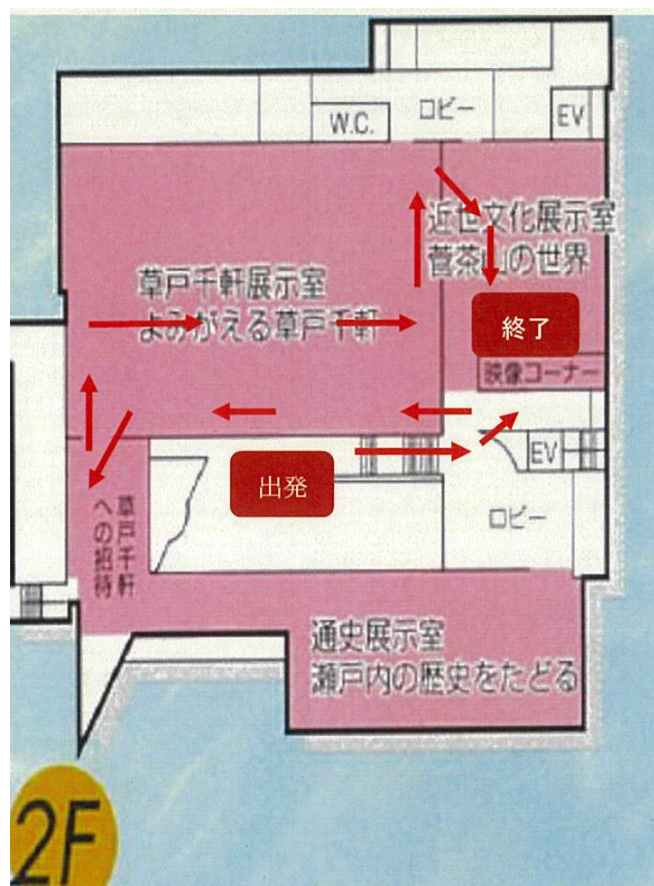 W.C.
ロビー
EV
近世文化展示室
菅茶山の世界
草戸千軒展示室
よみがえる草戸千軒
終了
映像コーナー
出発
EV
ロビー
草戸千軒
への招待
通史展示室
瀬戸内の歴史をたどる
2F